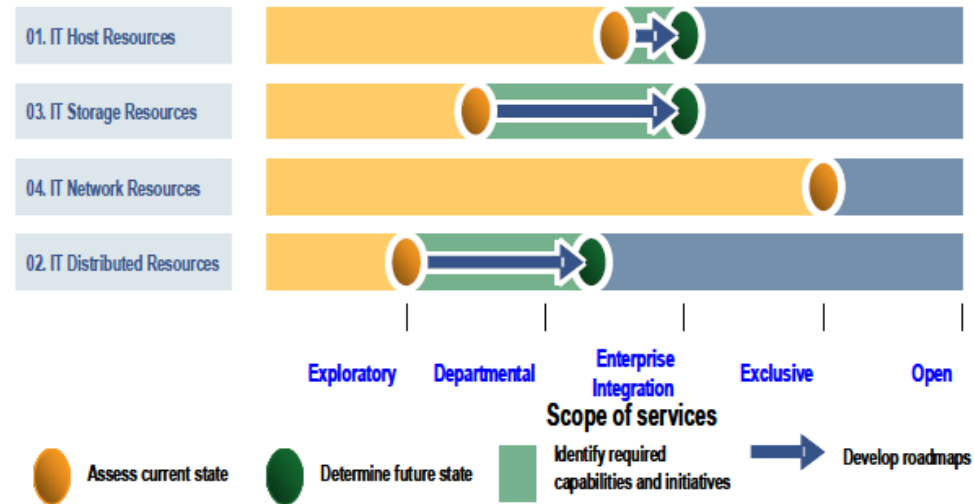 01. IT Host Resources
03. IT Storage Resources
04. IT Network Resources
02. IT Distributed Resources
Exploratory
Departmental
Enterprise
Integration
Exclusive
Open
Scope of services
Assess current state
Determine future state
Identify required
capabilities and initiatives
Develop roadmaps